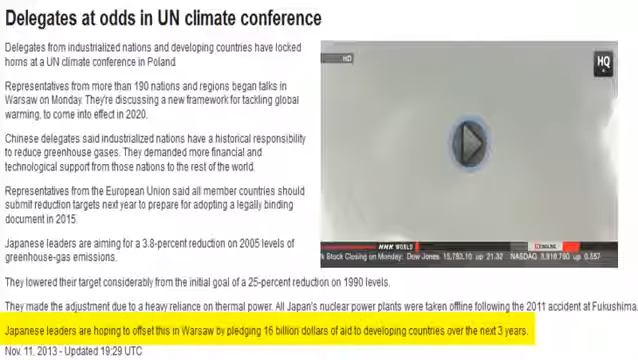 Delegates at odds in UN climate conference
Delegates from industrialized nations and developing countries have locked
horns at a UN climate conference in Poland.
Representatives from more than 190 nations and regions began talks in
Warsaw on Monday. They're discussing a new framework for tackling global
warming, to come into effect in 2020.
Chinese delegates said industrialized nations have a historical responsibility
to reduce greenhouse gases. They demanded more financial and
technological support from those nations to the rest of the world.
Representatives from the European Union said all member countries should
submit reduction targets next year to prepare for adopting a legally binding
document in 2015.
Japanese leaders are aiming for a 3.8-percent reduction on 2005 levels of
greenhouse-gas emissions.
HD
HQ
NHK WORLD
k Stock Closing on Monday: Dow Jones 15,783.10 up 21.32 NASDAQ 3,919.790 up 0.557
They lowered their target considerably from the initial goal of a 25-percent reduction on 1990 levels.
They made the adjustment due to a heavy reliance on thermal power. All Japan's nuclear power plants were taken offline following the 2011 accident at Fukushima.
Japanese leaders are hoping to offset this in Warsaw by pledging 16 billion dollars of aid to developing countries over the next 3 years.
Nov. 11, 2013 - Updated 19:29 UTC